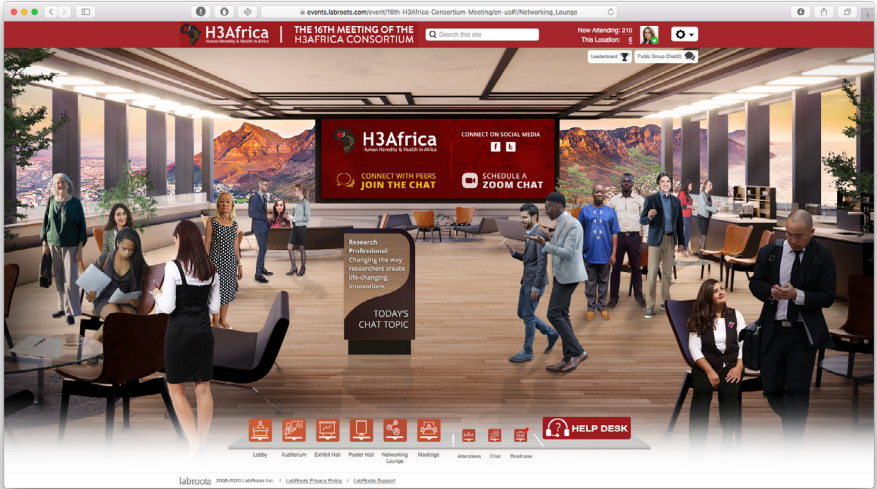 events.labroots.com/event/16th-H3Africa-Consortium-Meeting/en-us#!/Networking_Lounge
H3Africa
Human Heredity & Health in Africa
THE 16TH MEETING OF THE
H3AFRICA CONSORTIUM
Search this site
Now Attending: 210
This Location: 6
Leaderboard
Public Group Chat(0)
H3Africa
Human Heredity & Health in Africa
CONNECT ON SOCIAL MEDIA
f t
CONNECT WITH PEERS
JOIN THE CHAT
SCHEDULE A
ZOOM CHAT
Research
Professional:
Changing the way
researchers create
life-changing
innovations
TODAY'S
CHAT TOPIC
? HELP DESK
Lobby
Auditorium
Exhibit Hall
Poster Hall
Networking
Lounge
Meetings
Attendees
Chat
Briefcase
labroots
2008-2020 LabRoots Inc. | LabRoots Privacy Policy | LabRoots Support